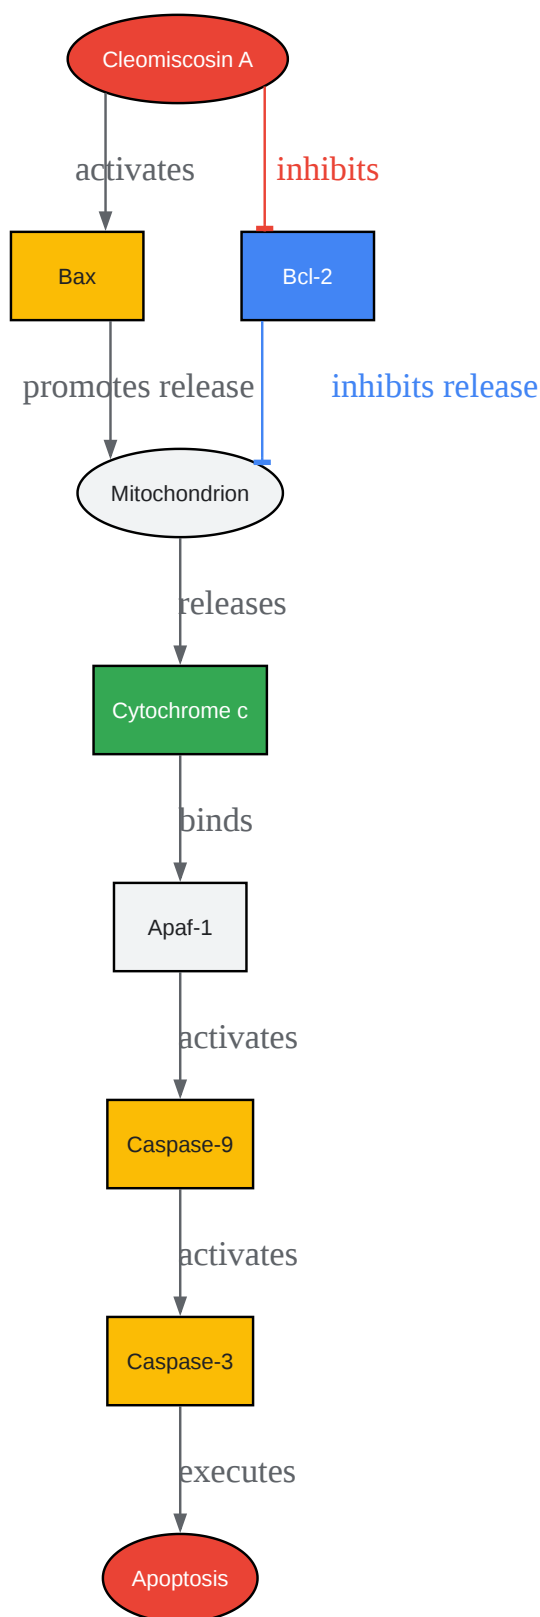 Cleomiscosin A
activates
inhibits
Bax
Bcl-2
promotes release
inhibits release
Mitochondrion
releases
Cytochrome c
binds
Apaf-1
activates
Caspase-9
activates
Caspase-3
executes
Apoptosis